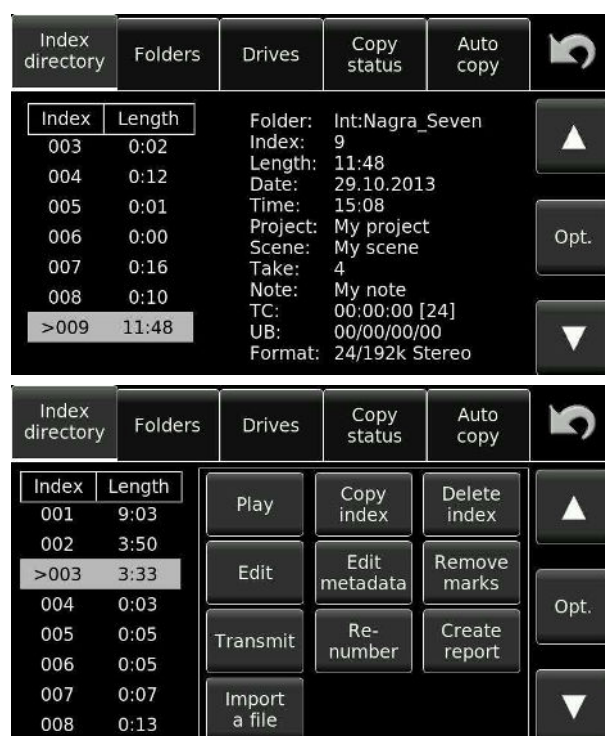 Index directory Folders Drives Copy status Auto copy
Index Length
003 0:02
004 0:12
005 0:01
006 0:00
007 0:16
008 0:10
>009 11:48
Folder: Int:Nagra_Seven
Index: 9
Length: 11:48
Date: 29.10.2013
Time: 15:08
Project: My project
Scene: My scene
Take: 4
Note: My note
TC: 00:00:00 [24]
UB: 00/00/00/00
Format: 24/192k Stereo
Opt.
Index directory Folders Drives Copy status Auto copy
Index Length
001 9:03
002 3:50
>003 3:33
004 0:03
005 0:05
006 0:05
007 0:07
008 0:13
Play Copy index Delete index
Edit Edit metadata Remove marks
Transmit Re-number Create report
Import a file
Opt.